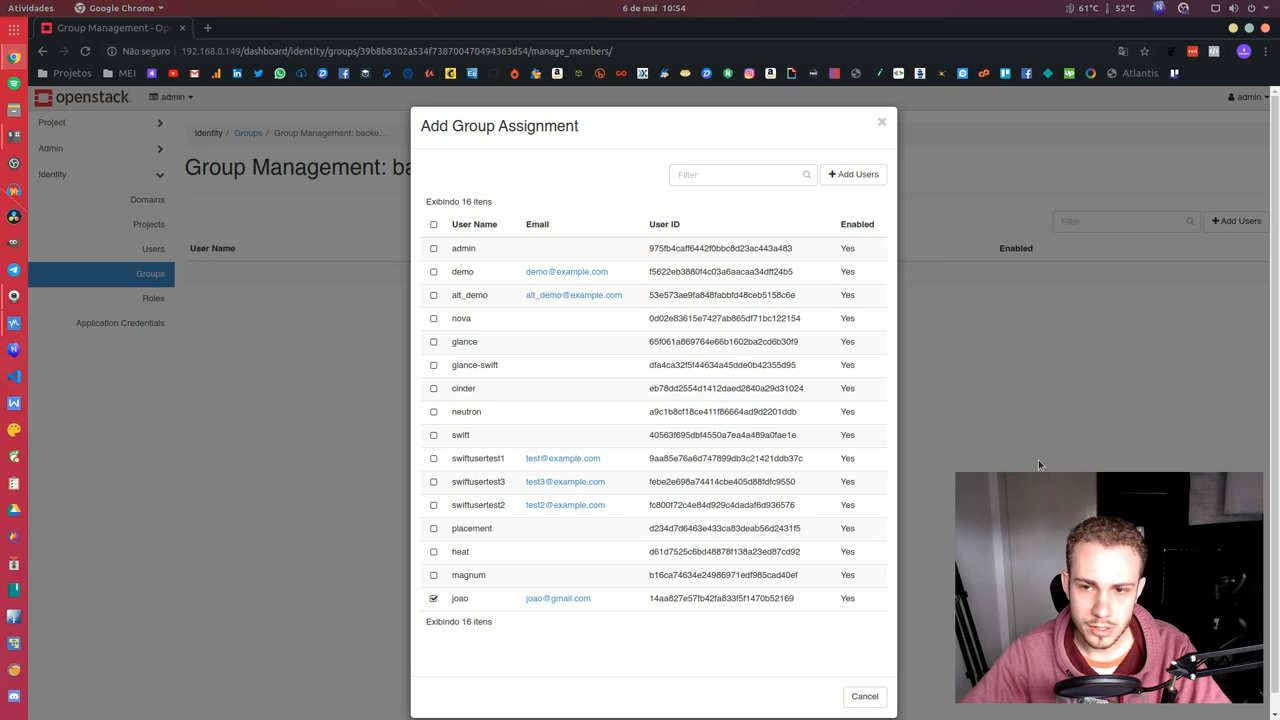 Atividades
Google Chrome
6 de mai 10:54
61°C
52°C
Group Management - Op
Não seguro
192.168.0.149/dashboard/identity/groups/39b8b8302a534f738700470494363d54/manage_members/
Projetos
MEI
Atlantis
openstack.
admin
admin
Project
Admin
Identity
Domains
Projects
Users
Groups
Roles
Application Credentials
Identity / Groups / Group Management: backe...
Group Management: ba
Filter
+ Add Users
User Name
Enabled
Add Group Assignment
Filter
+ Add Users
Exibindo 16 itens
User Name Email User ID Enabled
admin 975fb4caff6442f0bbc8d23ac443a483 Yes
demo demo@example.com f5622eb3880f4c03a6aacaa34dff24b5 Yes
alt_demo alt_demo@example.com 53e573ae9fa848fabbfd48ceb5158c6e Yes
nova 0d02e83615e7427ab865df71bc122154 Yes
glance 65f061a869764e66b1602ba2cd6b30f9 Yes
glance-swift dfa4ca32f5f44634a45dde0b42355d95 Yes
cinder eb78dd2554d1412daed2840a29d31024 Yes
neutron a9c1b8cf18ce411f86664ad9d2201ddb Yes
swift 40563f695dbf4550a7ea4a489a0fae1e Yes
swiftusertest1 test@example.com 9aa85e76a6d747899db3c21421ddb37c Yes
swiftusertest3 test3@example.com febe2e698a74414cbe405d88fdfc9550 Yes
swiftusertest2 test2@example.com fc800f72c4e84d929c4dadaf6d936576 Yes
placement d234d7d6463e433ca83deab56d2431f5 Yes
heat d61d7525c6bd48878f138a23ed87cd92 Yes
magnum b16ca74634e24986971edf985cad40ef Yes
joao joao@gmail.com 14aa827e57fb42fa833f5f1470b52169 Yes
Exibindo 16 itens
Cancel